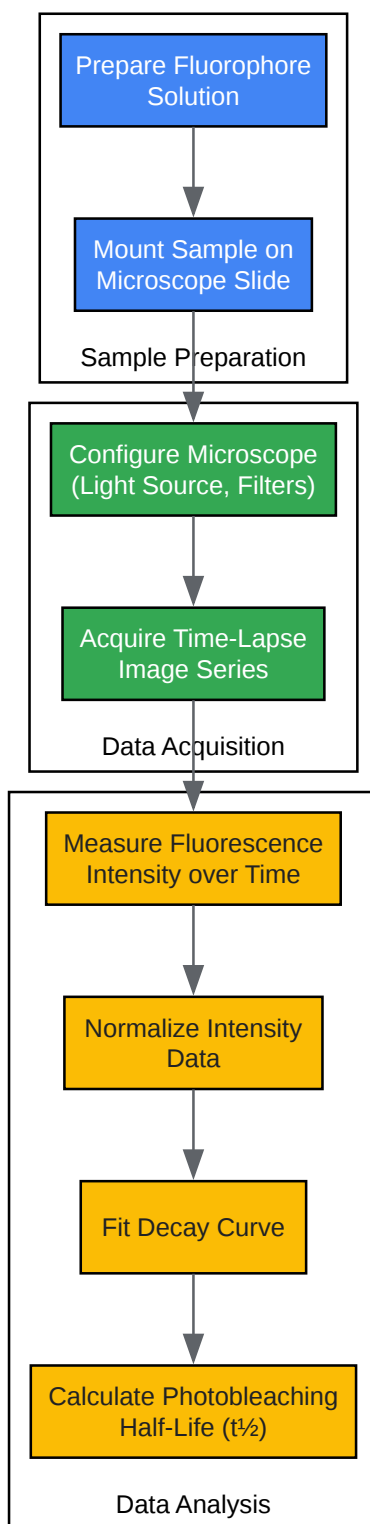 Prepare Fluorophore
Solution
Mount Sample on
Microscope Slide
Sample Preparation
Configure Microscope
(Light Source, Filters)
Acquire Time-Lapse
Image Series
Data Acquisition
Measure Fluorescence
Intensity over Time
Normalize Intensity
Data
Fit Decay Curve
Calculate Photobleaching
Half-Life (t½)
Data Analysis